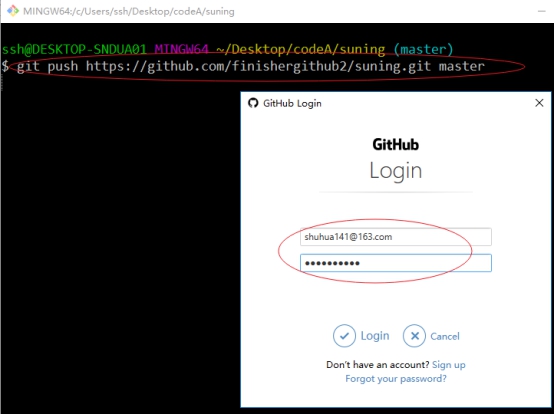 MINGW64:/c/Users/ssh/Desktop/codeA/suning
ssh@DESKTOP-SNDUA01 MINGW64 ~/Desktop/codeA/suning (master)
$ git push https://github.com/finishergithub2/suning.git master
GitHub Login
GitHub
Login
shuhua141@163.com
●●●●●●●●●●
Login Cancel
Don't have an account? Sign up
Forgot your password?